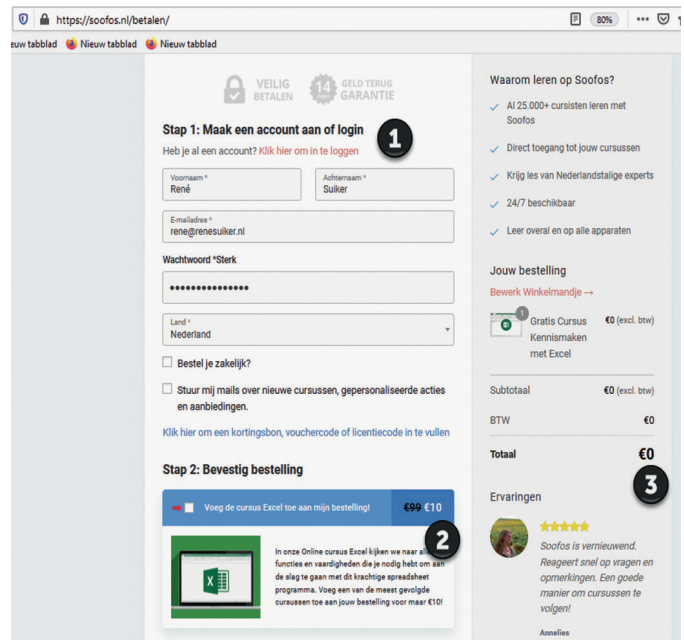 https://soofos.nl/betalen/
80%
euw tabblad Nieuw tabblad Nieuw tabblad
VEILIG
BETALEN
14
GELD TERUG
GARANTIE
Stap 1: Maak een account aan of login
1
Heb je al een account? Klik hier om in te loggen
Voornaam *
René
Achternaam *
Suiker
E-mailadres *
rene@renesuiker.nl
Wachtwoord *Sterk
Land *
Nederland
Bestel je zakelijk?
Stuur mij mails over nieuwe cursussen, gepersonaliseerde acties
en aanbiedingen.
Klik hier om een kortingsbon, vouchercode of licentiecode in te vullen
Stap 2: Bevestig bestelling
Voeg de cursus Excel toe aan mijn bestelling! €99 €10
2
In onze Online cursus Excel kijken we naar al
functies en vaardigheden die je nodig hebt om aan
de slag te gaan met dit krachtige spreadsheet
programma. Voeg een van de meest gevolgde
cursussen toe aan jouw bestelling voor maar €10!
Waarom leren op Soofos?
Al 25.000+ cursisten leren met
Soofos
Direct toegang tot jouw cursussen
Krijg les van Nederlandstalige experts
24/7 beschikbaar
Leer overal en op alle apparaten
Jouw bestelling
Bewerk Winkelmandje →
1
Gratis Cursus €0 (excl. btw)
Kennismaken
met Excel
Subtotaal €0 (excl. btw)
BTW €0
Totaal €0
3
Ervaringen
Soofos is vernieuwend.
Reageert snel op vragen en
opmerkingen. Een goede
manier om cursussen te
volgen!
Annelies